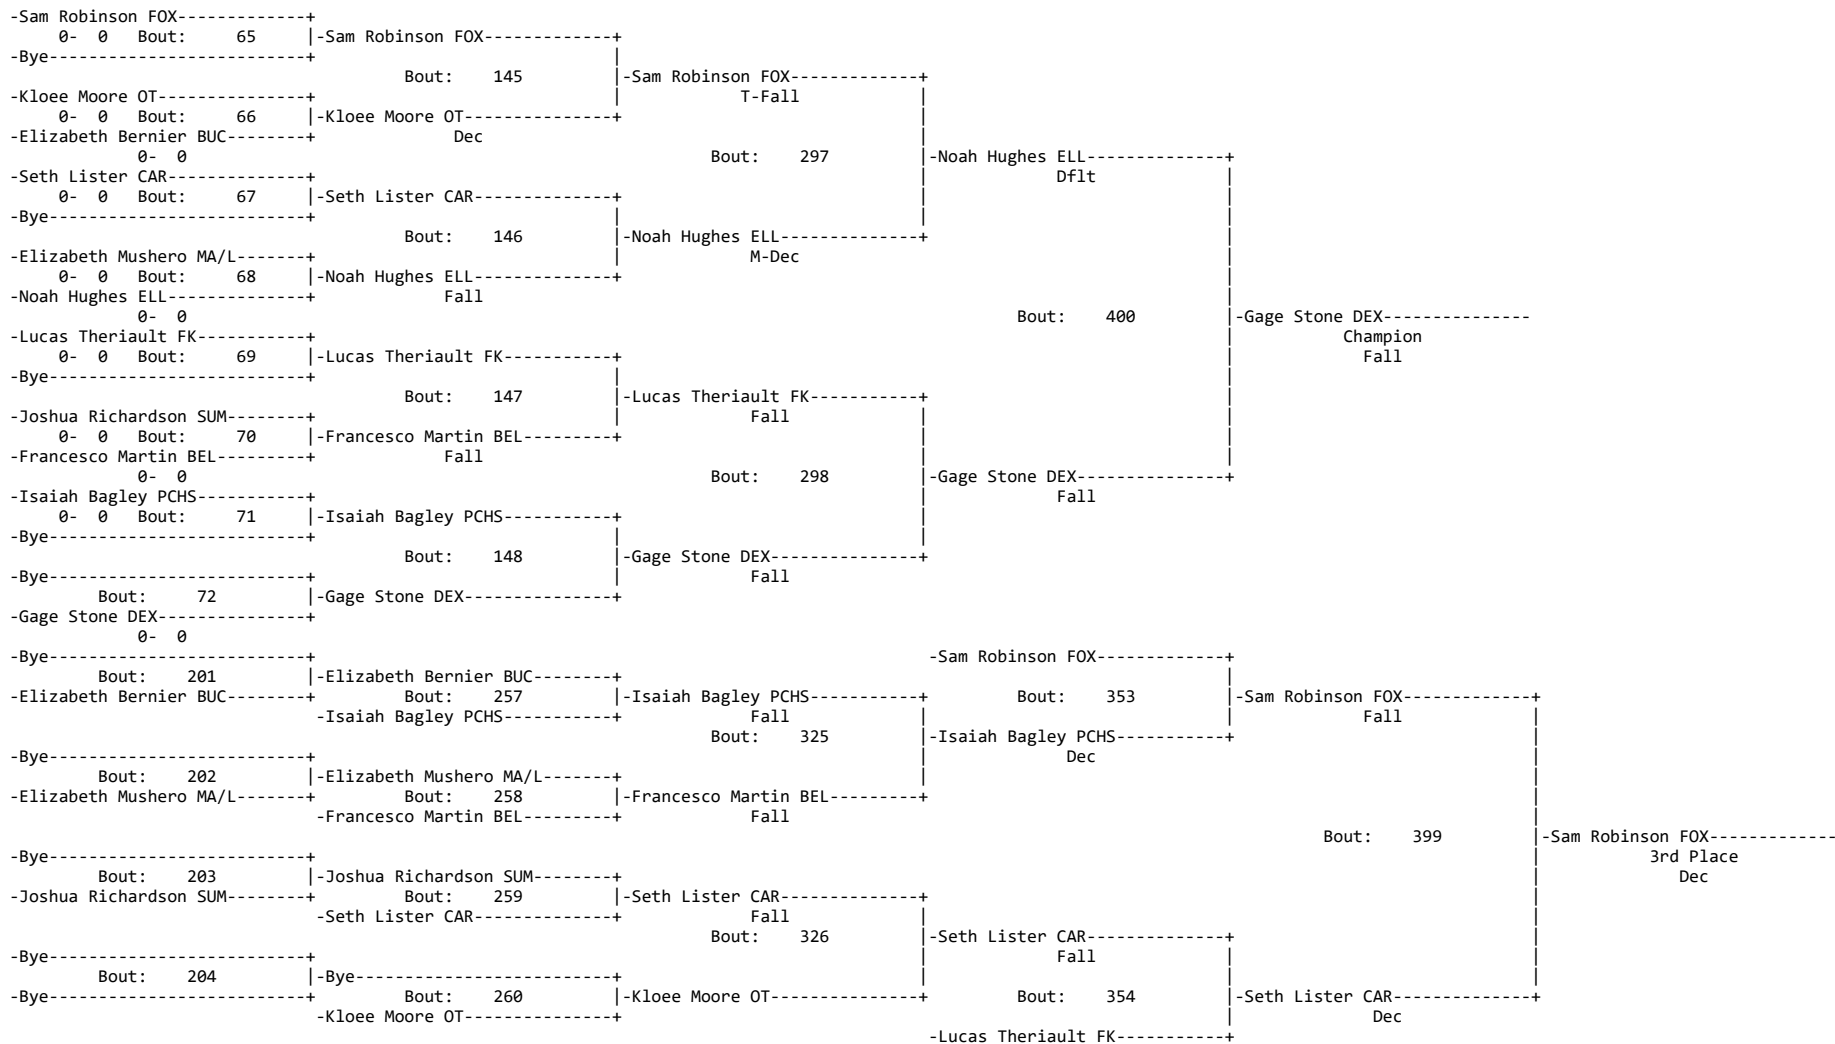 -Sam Robinson FOX-------------+
0- 0 Bout: 65 |-Sam Robinson FOX-------------+
-Bye--------------------------+ |
Bout: 145 |-Sam Robinson FOX-------------+
-Kloee Moore OT---------------+ | T-Fall |
0- 0 Bout: 66 |-Kloee Moore OT---------------+ |
-Elizabeth Bernier BUC--------+ Dec |
0- 0 Bout: 297 |-Noah Hughes ELL--------------+
-Seth Lister CAR--------------+ | Dflt |
0- 0 Bout: 67 |-Seth Lister CAR--------------+ | |
-Bye--------------------------+ | | |
Bout: 146 |-Noah Hughes ELL--------------+ |
-Elizabeth Mushero MA/L-------+ | M-Dec |
0- 0 Bout: 68 |-Noah Hughes ELL--------------+ |
-Noah Hughes ELL--------------+ Fall |
0- 0 Bout: 400 |-Gage Stone DEX---------------
-Lucas Theriault FK-----------+ | Champion
0- 0 Bout: 69 |-Lucas Theriault FK-----------+ | Fall
-Bye--------------------------+ | |
Bout: 147 |-Lucas Theriault FK-----------+ |
-Joshua Richardson SUM--------+ | Fall | |
0- 0 Bout: 70 |-Francesco Martin BEL---------+ | |
-Francesco Martin BEL---------+ Fall | |
0- 0 Bout: 298 |-Gage Stone DEX---------------+
-Isaiah Bagley PCHS-----------+ | Fall
0- 0 Bout: 71 |-Isaiah Bagley PCHS-----------+ |
-Bye--------------------------+ | |
Bout: 148 |-Gage Stone DEX---------------+
-Bye--------------------------+ | Fall
Bout: 72 |-Gage Stone DEX---------------+
-Gage Stone DEX---------------+
0- 0
-Bye--------------------------+ -Sam Robinson FOX-------------+
Bout: 201 |-Elizabeth Bernier BUC--------+ |
-Elizabeth Bernier BUC--------+ Bout: 257 |-Isaiah Bagley PCHS-----------+ Bout: 353 |-Sam Robinson FOX-------------+
-Isaiah Bagley PCHS-----------+ Fall | | Fall |
Bout: 325 |-Isaiah Bagley PCHS-----------+ |
-Bye--------------------------+ | Dec |
Bout: 202 |-Elizabeth Mushero MA/L-------+ | |
-Elizabeth Mushero MA/L-------+ Bout: 258 |-Francesco Martin BEL---------+ |
-Francesco Martin BEL---------+ Fall |
Bout: 399 |-Sam Robinson FOX-------------
-Bye--------------------------+ | 3rd Place
Bout: 203 |-Joshua Richardson SUM--------+ | Dec
-Joshua Richardson SUM--------+ Bout: 259 |-Seth Lister CAR--------------+ |
-Seth Lister CAR--------------+ Fall | |
Bout: 326 |-Seth Lister CAR--------------+ |
-Bye--------------------------+ | Fall | |
Bout: 204 |-Bye--------------------------+ | | |
-Bye--------------------------+ Bout: 260 |-Kloee Moore OT---------------+ Bout: 354 |-Seth Lister CAR--------------+
-Kloee Moore OT---------------+ | Dec
-Lucas Theriault FK-----------+